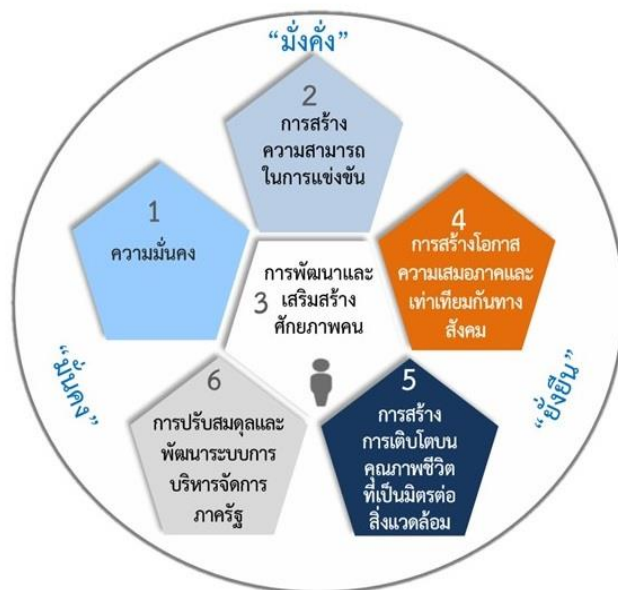 “มั่งคั่ง”
2
การสร้าง
ความสามารถ
ในการแข่งขัน
1
ความมั่นคง
4
การสร้างโอกาส
ความเสมอภาคและ
เท่าเทียมกันทาง
สังคม
การพัฒนาและ
3 เสริมสร้าง
ศักยภาพคน
“มั่นคง”
“ยั่งยืน”
6
การปรับสมดุลและ
พัฒนาระบบการ
บริหารจัดการ
ภาครัฐ
5
การสร้าง
การเติบโตบน
คุณภาพชีวิต
ที่เป็นมิตรต่อ
สิ่งแวดล้อม